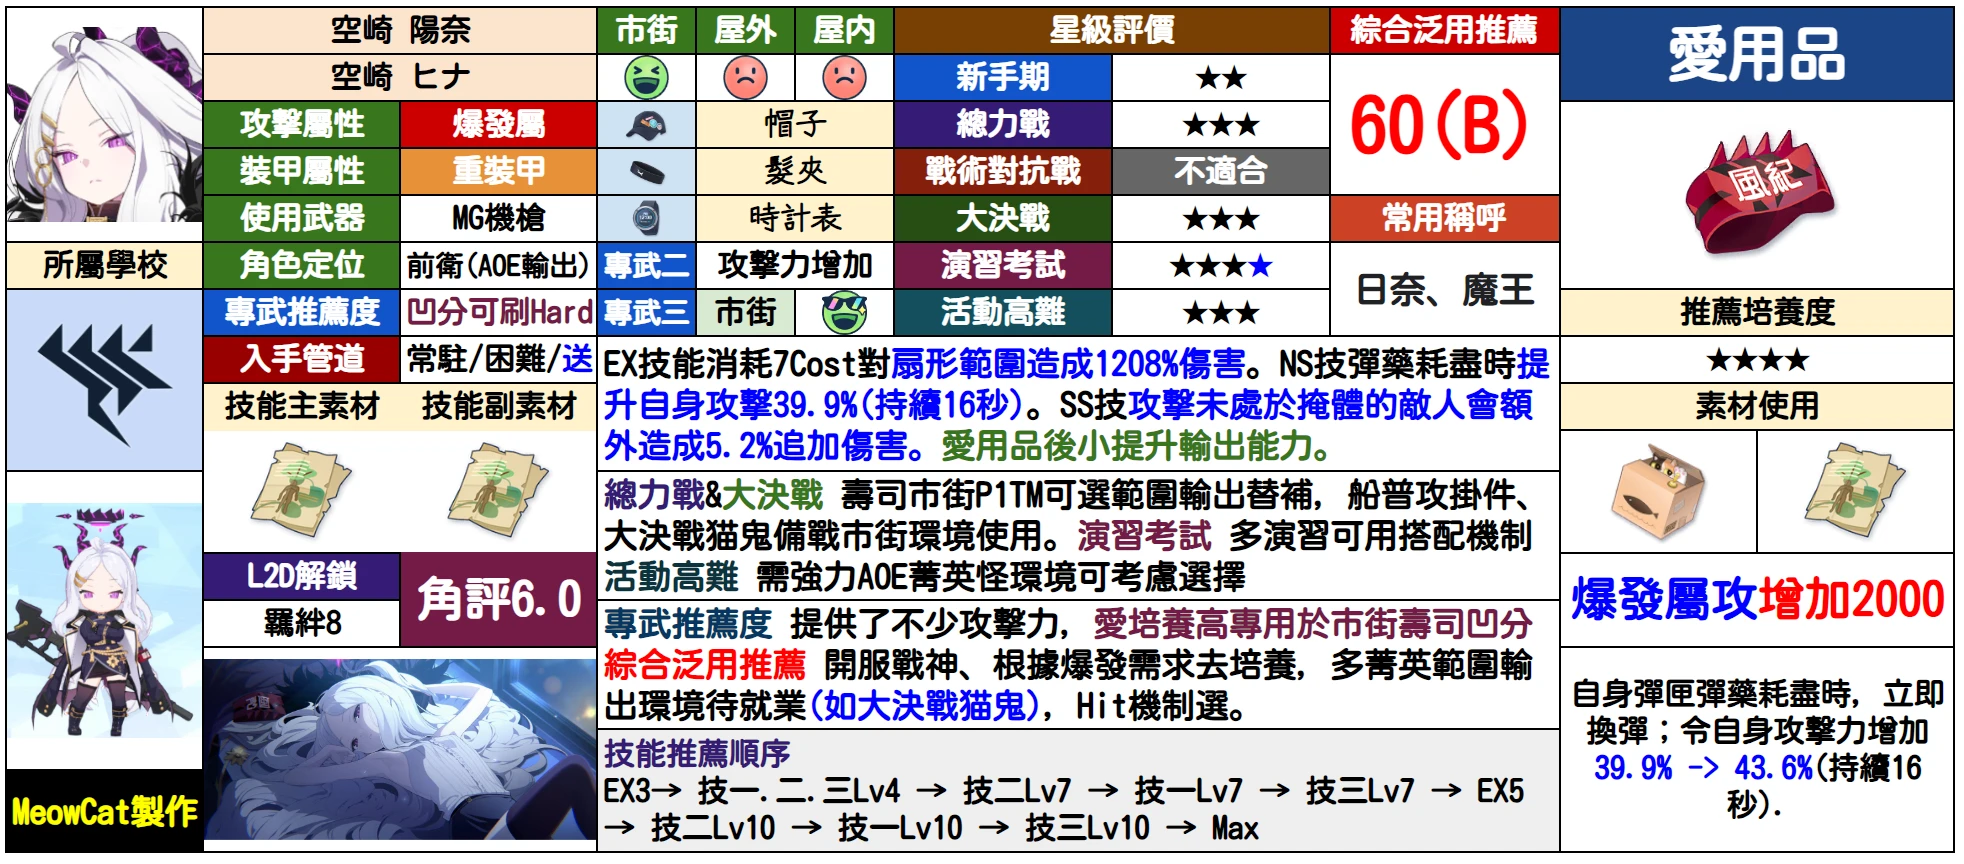 空崎 陽奈
空崎 ヒナ
攻擊屬性 爆發屬
裝甲屬性 重裝甲
使用武器 MG機槍
角色定位 前衛(AOE輸出)
專武推薦度 凹分可刷Hard
入手管道 常駐/困難/送
技能主素材 技能副素材
L2D解鎖
羈絆8
角評6.0
所屬學校
MeowCat製作
市街 屋外 屋內
帽子
髮夾
時計表
專武二 攻擊力增加
專武三 市街
星級評價
新手期 ★★
總力戰 ★★★
戰術對抗戰 不適合
大決戰 ★★★
演習考試 ★★★★
活動高難 ★★★
綜合泛用推薦
60(B)
常用稱呼
日奈、魔王
EX技能消耗7Cost對扇形範圍造成1208%傷害。NS技彈藥耗盡時提
升自身攻擊39.9%(持續16秒)。SS技攻擊未處於掩體的敵人會額
外造成5.2%追加傷害。愛用品後小提升輸出能力。
總力戰&大決戰 壽司市街P1TM可選範圍輸出替補，船普攻掛件、
大決戰猫鬼備戰市街環境使用。演習考試 多演習可用搭配機制
活動高難 需強力AOE菁英怪環境可考慮選擇
專武推薦度 提供了不少攻擊力，愛培養高專用於市街壽司凹分
綜合泛用推薦 開服戰神、根據爆發需求去培養，多菁英範圍輸
出環境待就業(如大決戰猫鬼)，Hit機制選。
技能推薦順序
EX3→ 技一.二.三Lv4 → 技二Lv7 → 技一Lv7 → 技三Lv7 → EX5
→ 技二Lv10 → 技一Lv10 → 技三Lv10 → Max
愛用品
風紀
推薦培養度
★★★★
素材使用
爆發屬攻增加2000
自身彈匣彈藥耗盡時，立即
換彈；令自身攻擊力增加
39.9% -> 43.6%(持續16
秒).